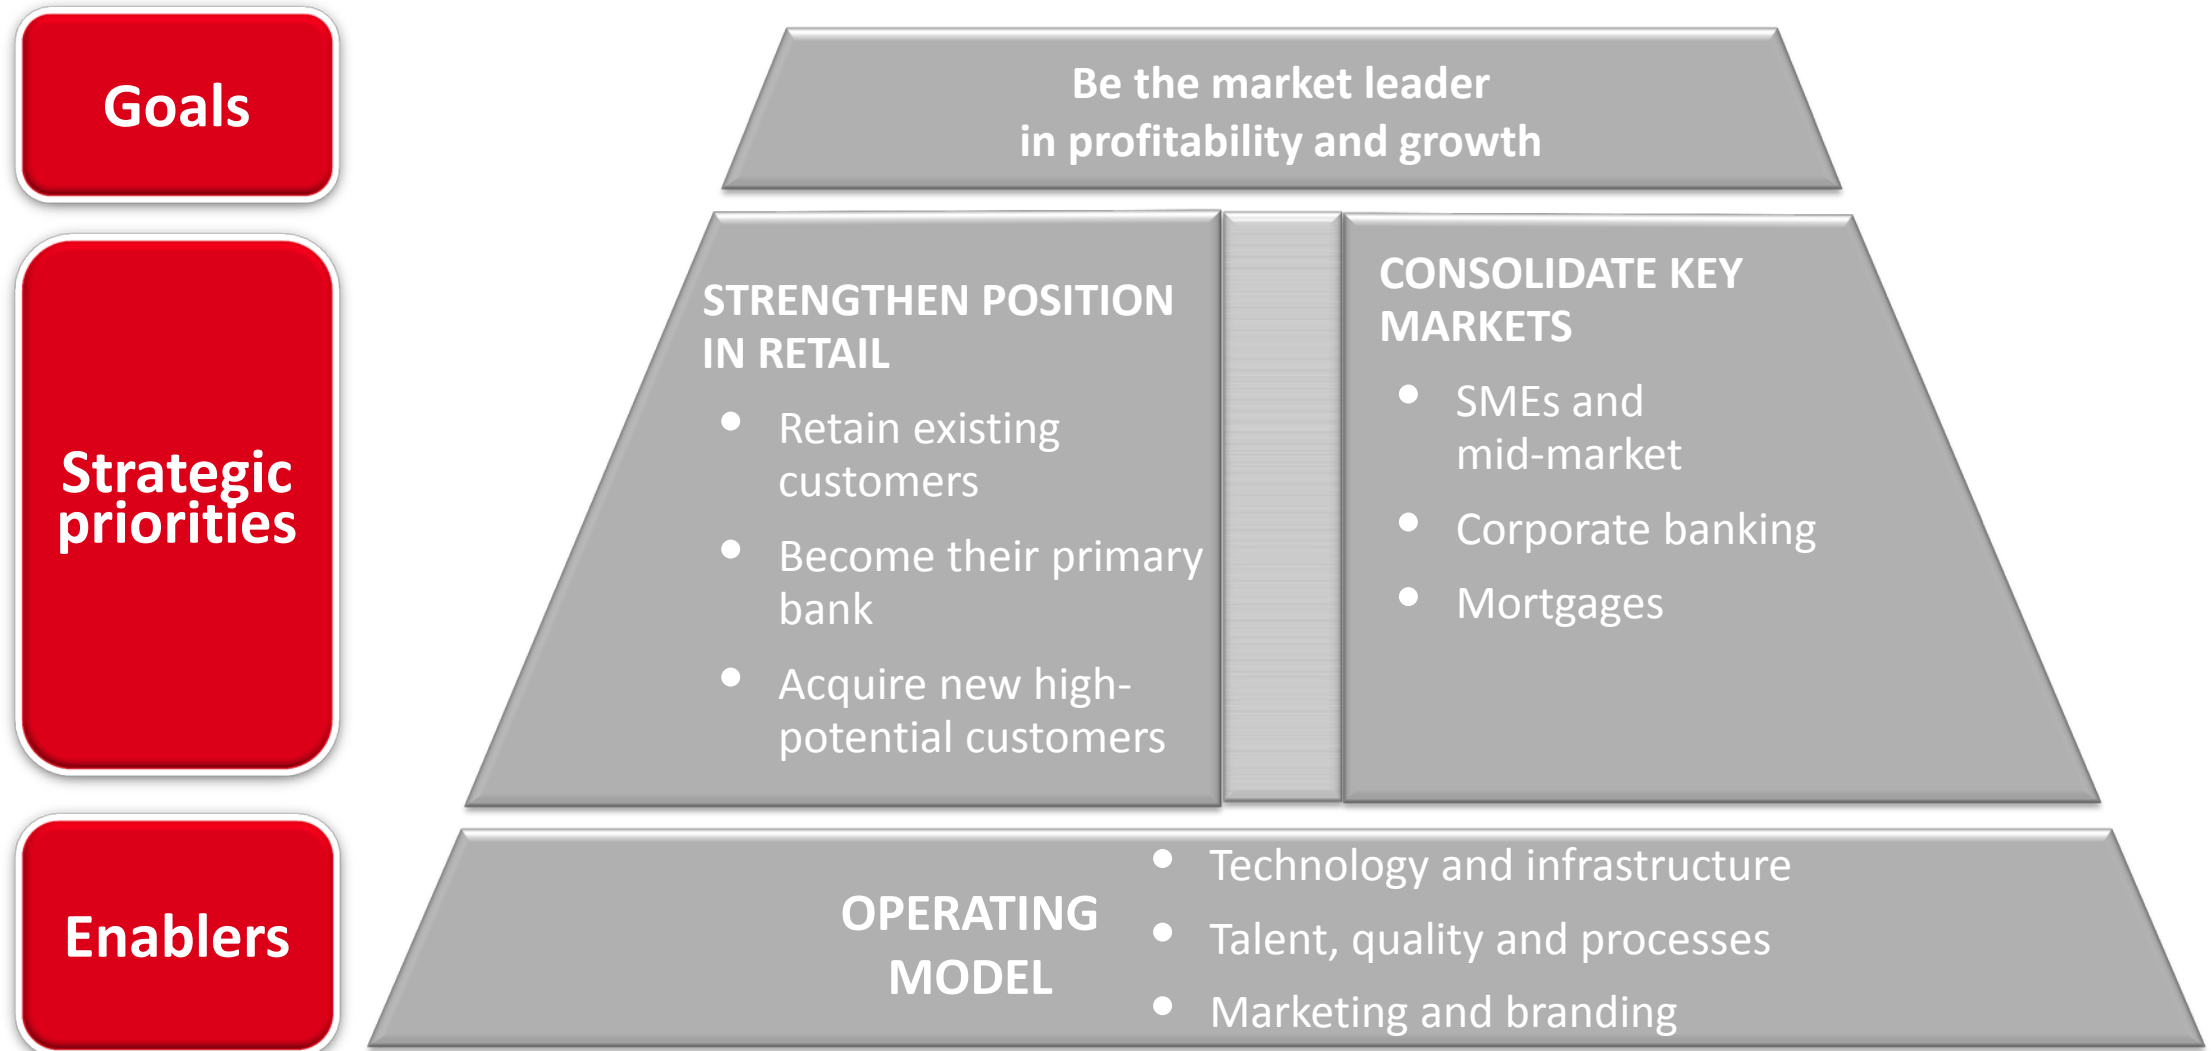 Goals
Be the market leader
in profitability and growth
Strategic
priorities
STRENGTHEN POSITION
IN RETAIL
• Retain existing
customers
• Become their primary
bank
• Acquire new high-
potential customers
CONSOLIDATE KEY
MARKETS
• SMEs and
mid-market
• Corporate banking
• Mortgages
Enablers
OPERATING
MODEL
• Technology and infrastructure
• Talent, quality and processes
• Marketing and branding